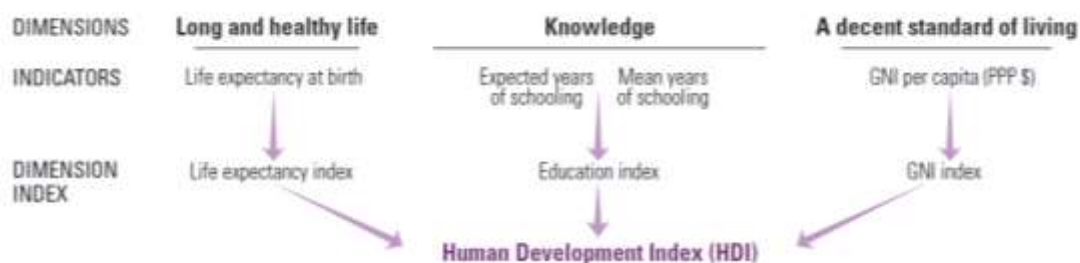 DIMENSIONS Long and healthy life Knowledge A decent standard of living
INDICATORS Life expectancy at birth Expected years of schooling Mean years of schooling GNI per capita (PPP $)
DIMENSION INDEX Life expectancy index Education index GNI index
Human Development Index (HDI)